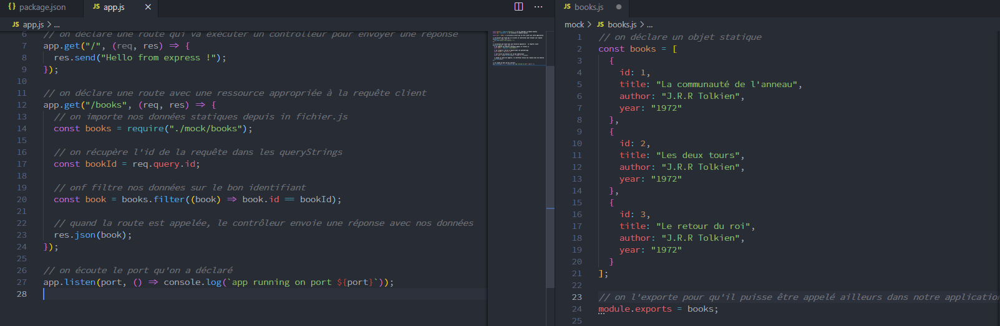 {} package.json
JS app.js ×
JS app.js > ...
6 // on déclare une route qui va exécuter un controlleur pour envoyer une réponse
7 app.get("/", (req, res) => {
8 res.send("Hello from express !");
9 });
10
11 // on déclare une route avec une ressource appropriée à la requête client
12 app.get("/books", (req, res) => {
13 // on importe nos données statiques depuis in fichier.js
14 const books = require("./mock/books");
15
16 // on récupère l'id de la requête dans les queryStrings
17 const bookId = req.query.id;
18
19 // onf filtre nos données sur le bon identifiant
20 const book = books.filter((book) => book.id == bookId);
21
22 // quand la route est appelée, le contrôleur envoie une réponse avec nos données
23 res.json(book);
24 });
25
26 // on écoute le port qu'on a déclaré
27 app.listen(port, () => console.log(`app running on port ${port}`));
28
JS books.js
mock > JS books.js > ...
1 // on déclare un objet statique
2 const books = [
3 {
4 id: 1,
5 title: "La communauté de l'anneau",
6 author: "J.R.R Tolkien",
7 year: "1972"
8 },
9 {
10 id: 2,
11 title: "Les deux tours",
12 author: "J.R.R Tolkien",
13 year: "1972"
14 },
15 {
16 id: 3,
17 title: "Le retour du roi",
18 author: "J.R.R Tolkien",
19 year: "1972"
20 }
21 ];
22
23 // on l'exporte pour qu'il puisse être appelé ailleurs dans notre application
24 module.exports = books;
25